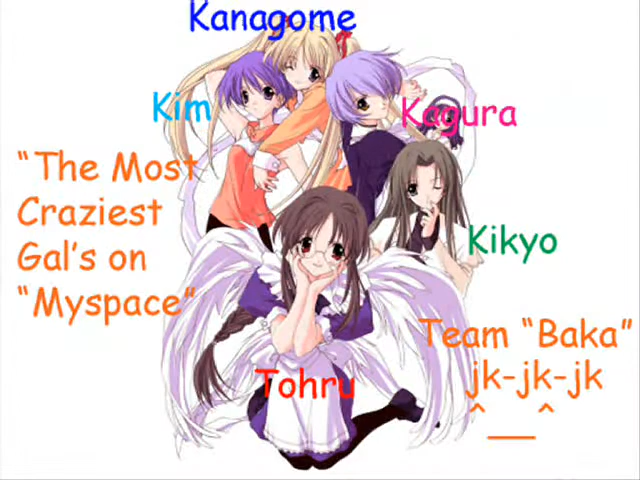 Kanagome
Kim
Kagura
“The Most
Craziest
Gal’s on
“Myspace”
Kikyo
Team “Baka”
jk-jk-jk
^__^
Tohru